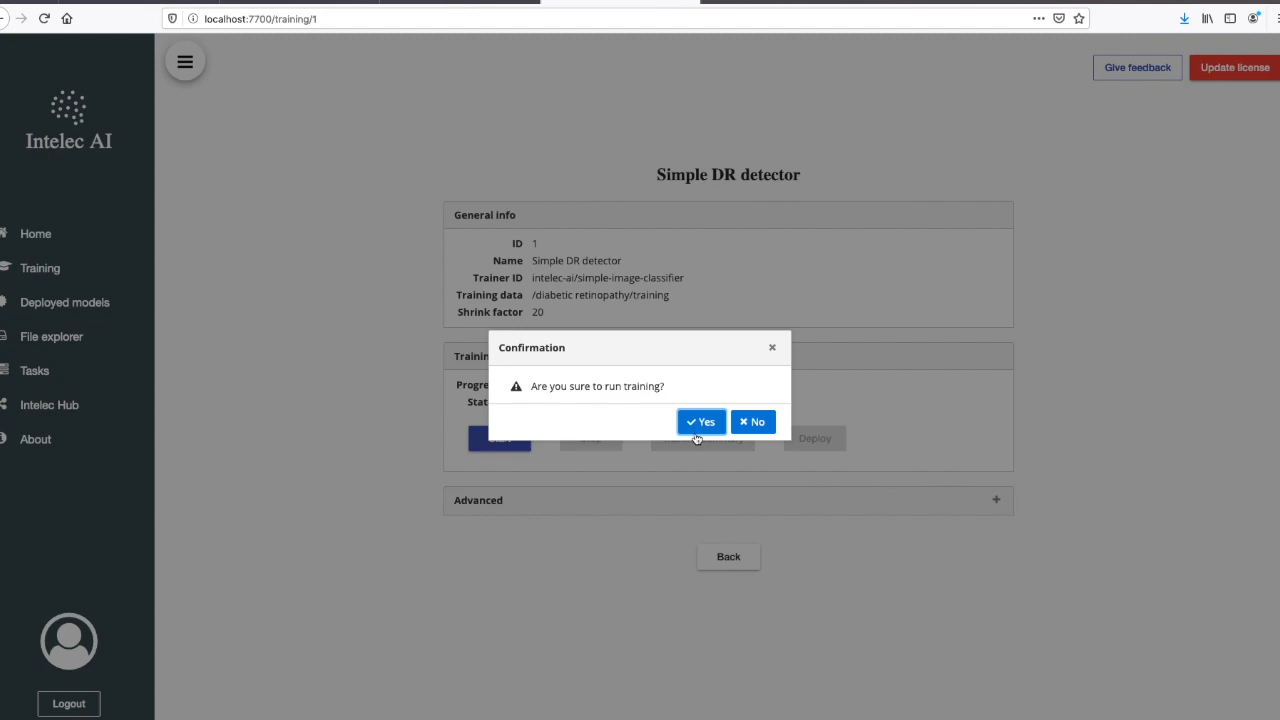 localhost:7700/training/1
Give feedback
Update license
Intelec AI
Home
Training
Deployed models
File explorer
Tasks
Intelec Hub
About
Logout
Simple DR detector
General info
ID 1
Name Simple DR detector
Trainer ID intelec-ai/simple-image-classifier
Training data /diabetic retinopathy/training
Shrink factor 20
Confirmation
Are you sure to run training?
Yes No
Deploy
Advanced
Back